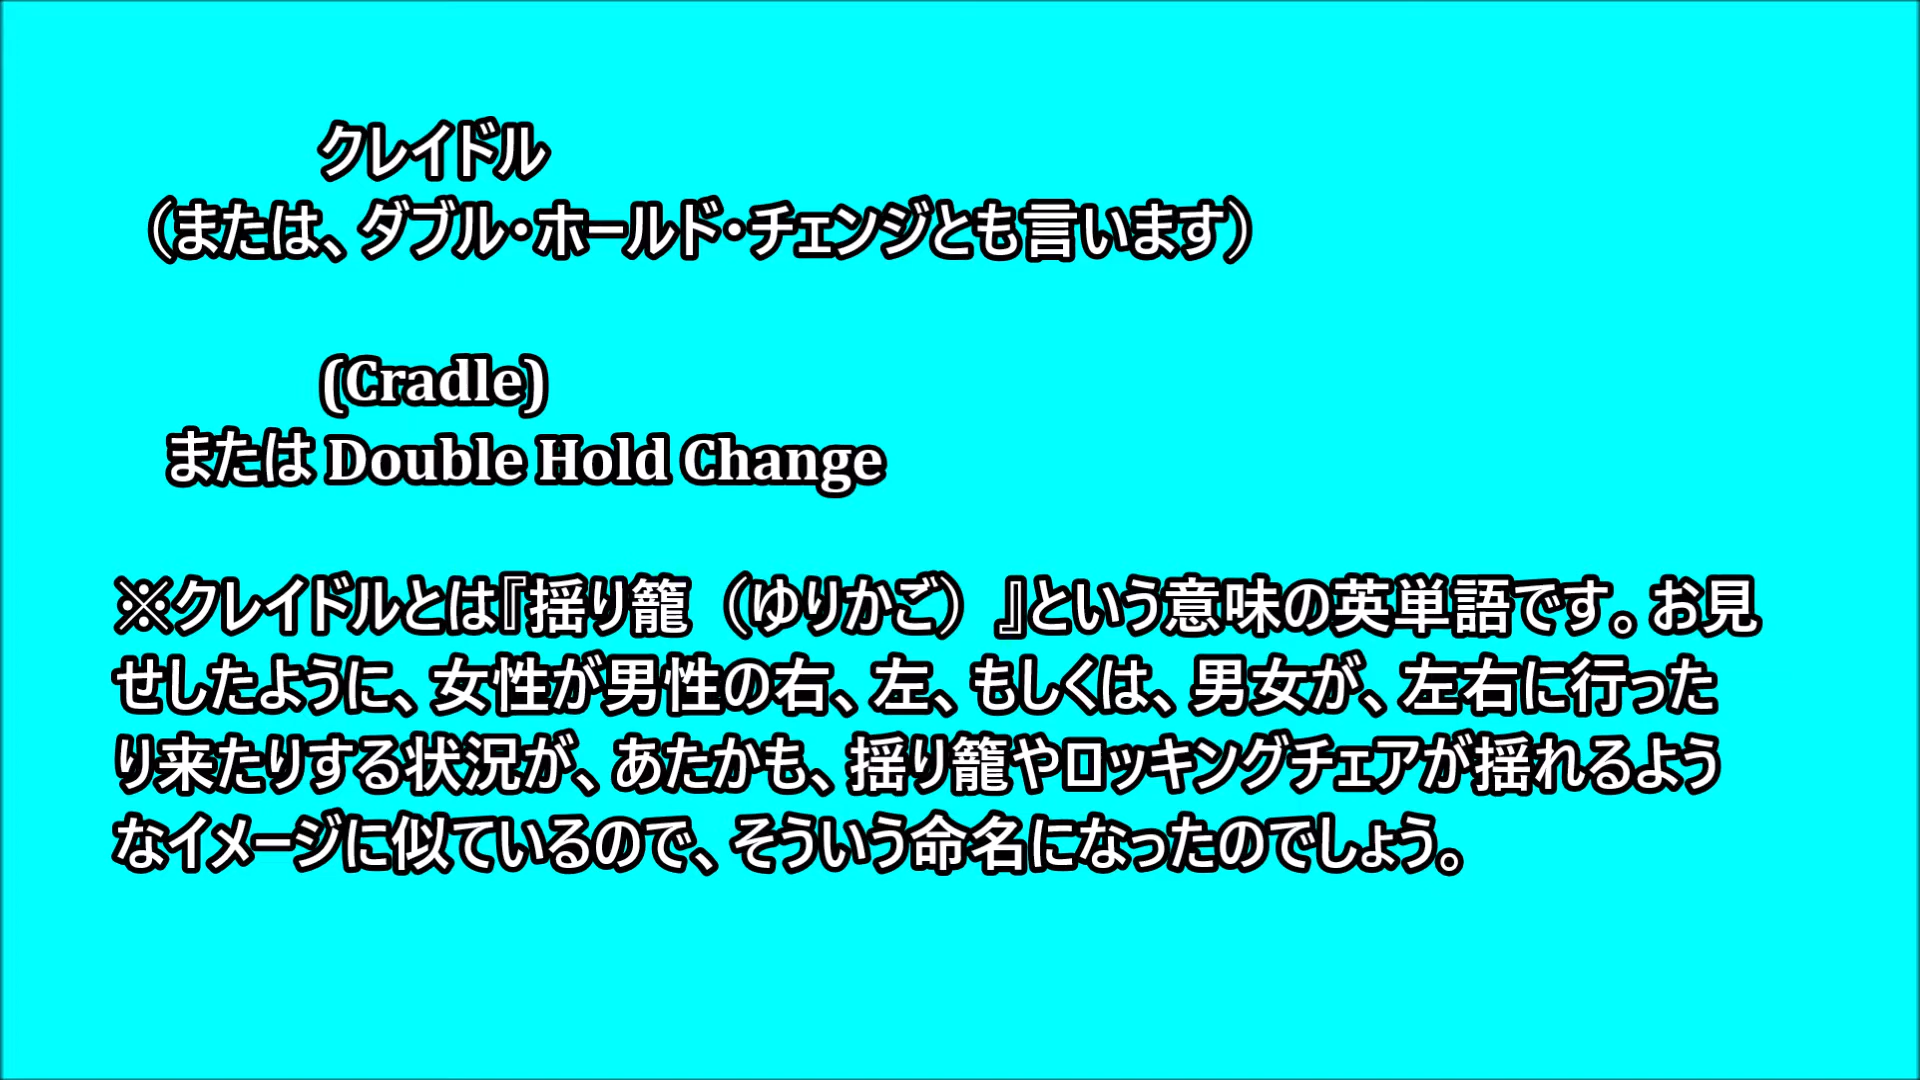 クレイドル
（または、ダブル・ホールド・チェンジとも言います）
(Cradle)
または Double Hold Change
※クレイドルとは『揺り籠（ゆりかご）』という意味の英単語です。お見
せしたように、女性が男性の右、左、もしくは、男女が、左右に行った
り来たりする状況が、あたかも、揺り籠やロッキングチェアが揺れるよう
なイメージに似ているので、そういう命名になったのでしょう。